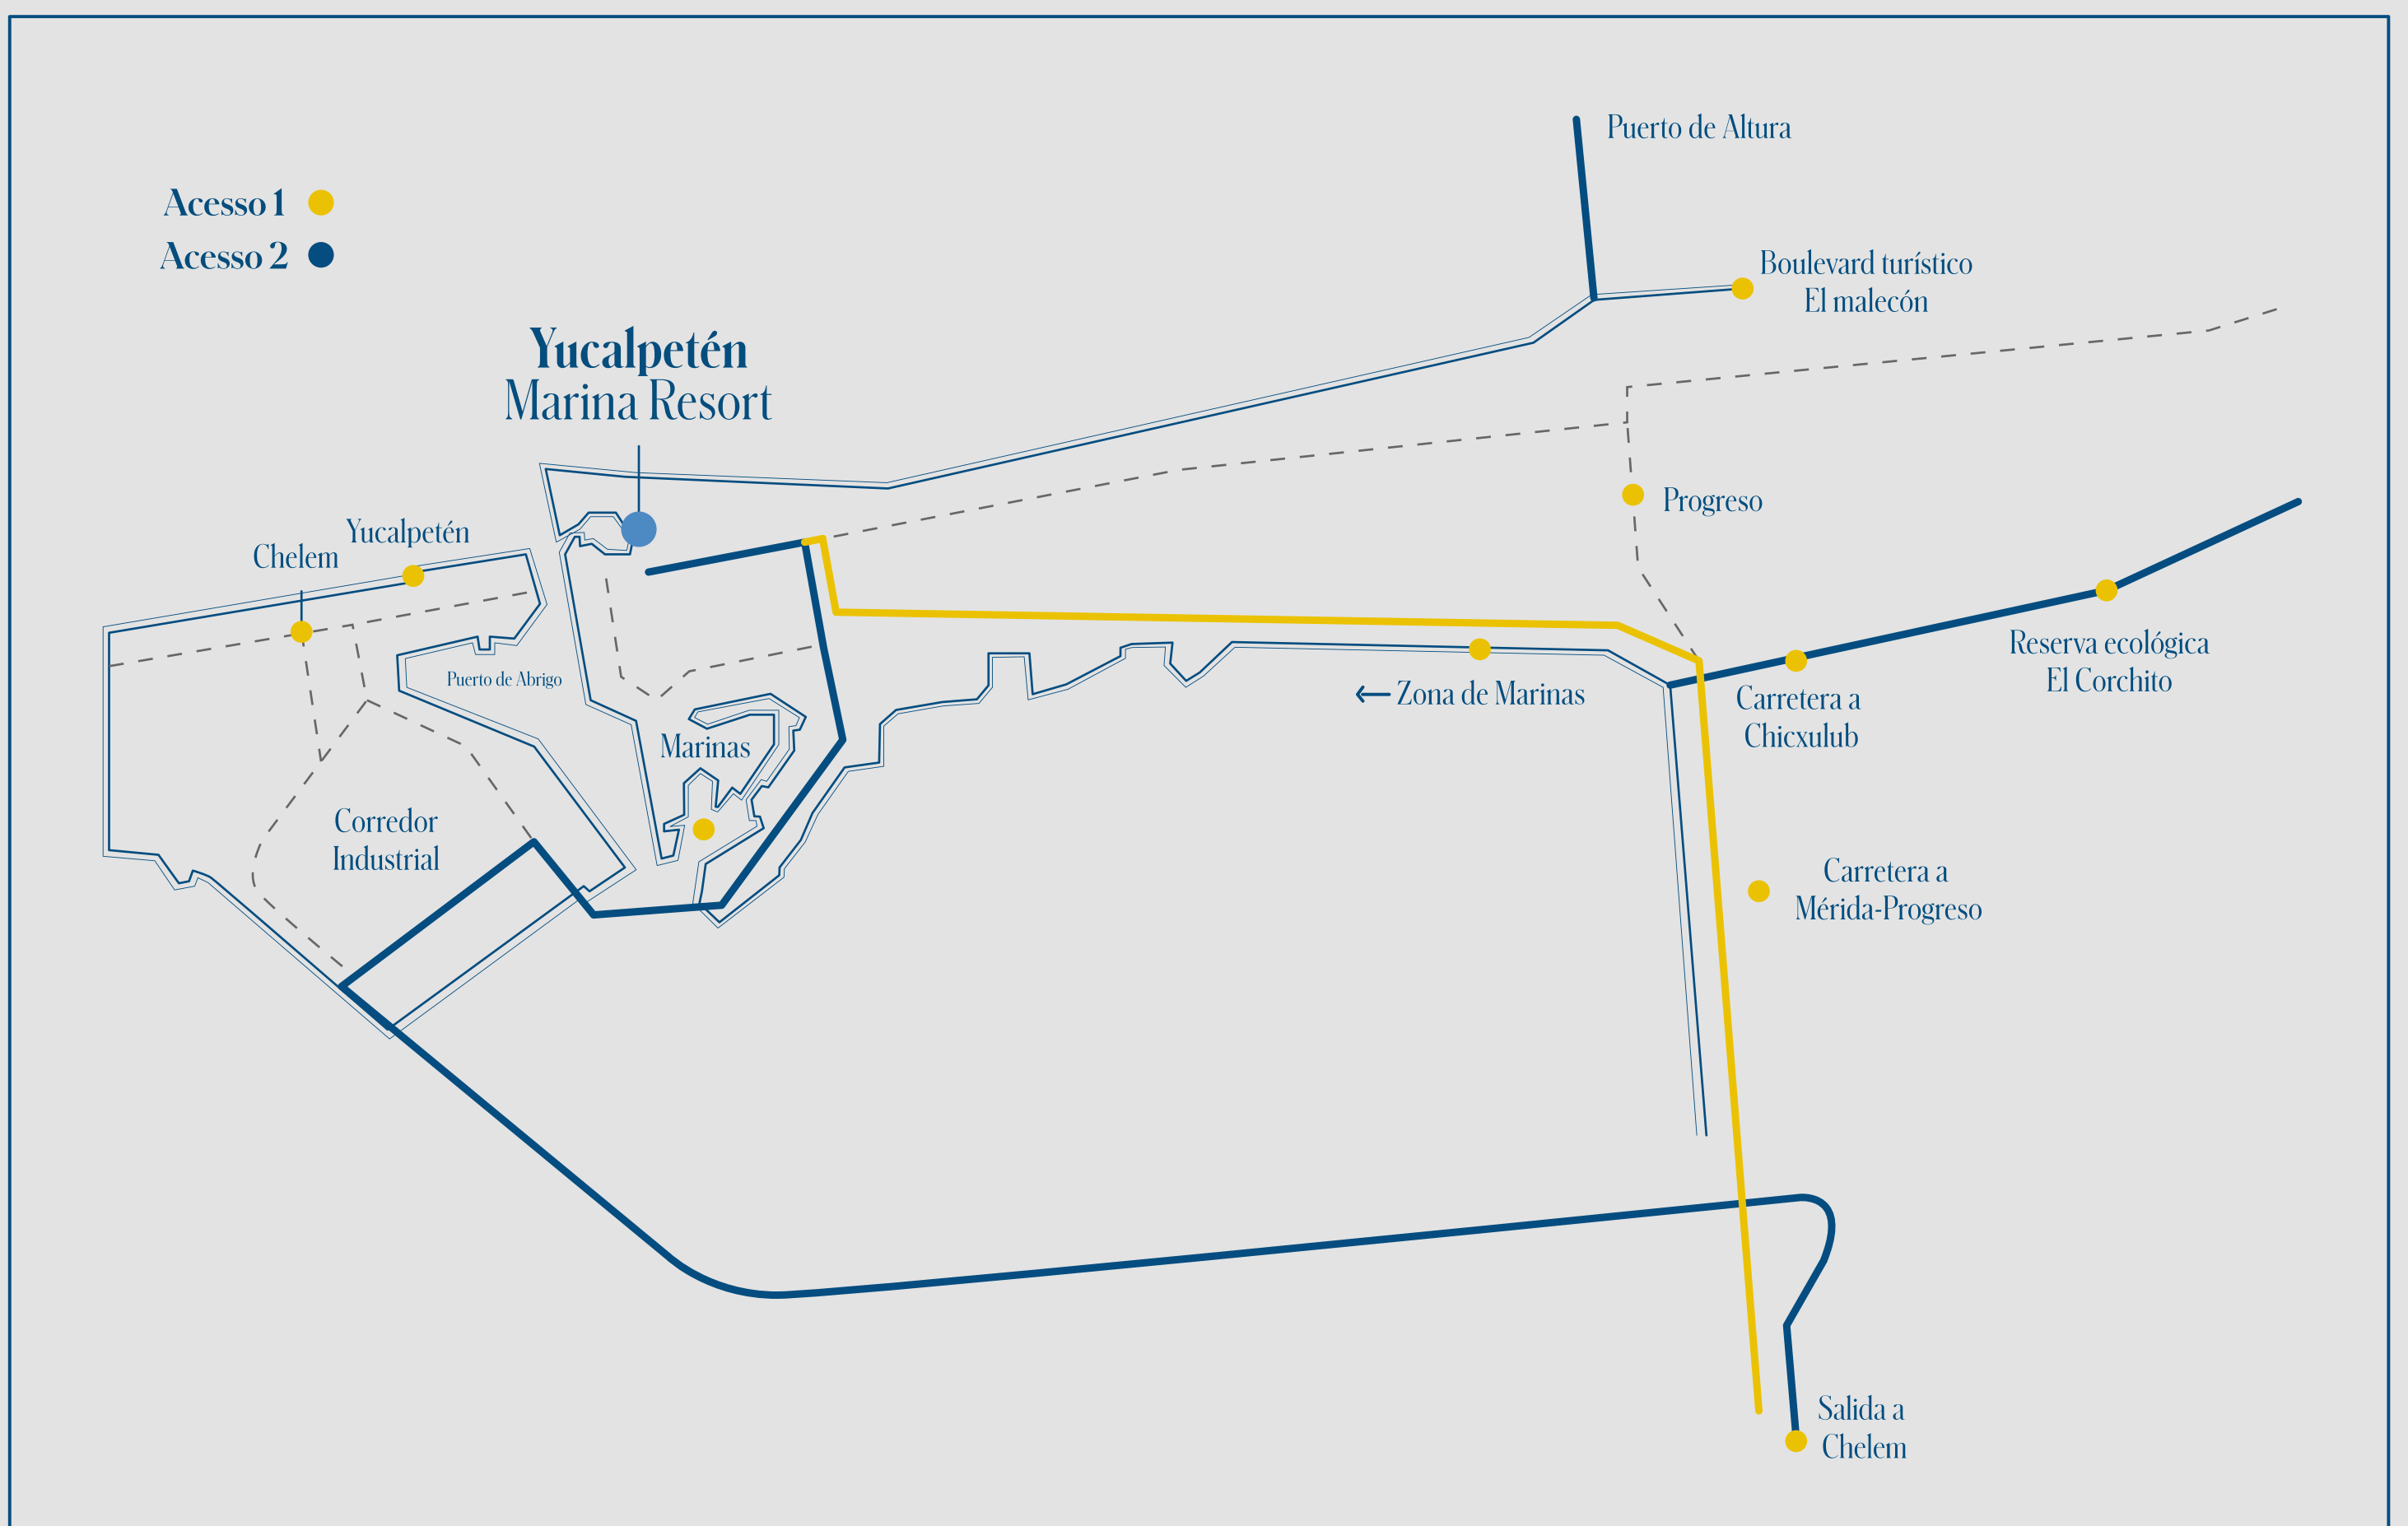 Puerto de Altura
Acesso 1
Acesso 2
Boulevard turístico
El malecón
Yucalpetén
Marina Resort
Progreso
Yucalpetén
Chelem
Reserva ecológica
El Corchito
Puerto de Abrigo
Zona de Marinas
Carretera a
Chicxulub
Marinas
Corredor
Industrial
Carretera a
Mérida-Progreso
Salida a
Chelem